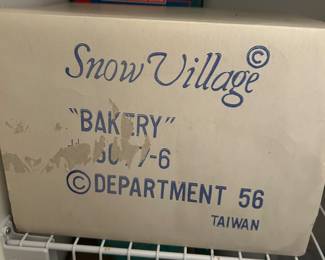 Snow Village ©
"BAKERY"
© DEPARTMENT 56
TAIWAN